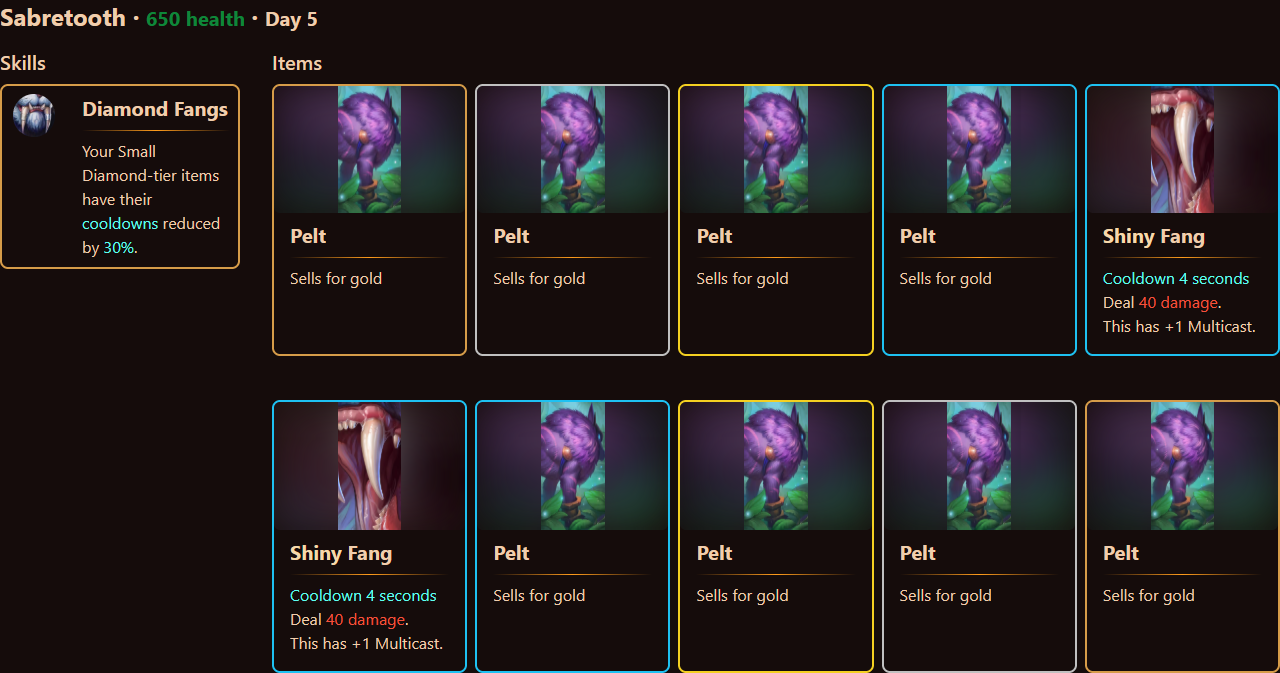 Sabretooth • 650 health • Day 5
Skills
Items
Diamond Fangs
Your Small
Diamond-tier items
have their
cooldowns reduced
by 30%.
Pelt
Sells for gold
Pelt
Sells for gold
Pelt
Sells for gold
Pelt
Sells for gold
Shiny Fang
Cooldown 4 seconds
Deal 40 damage.
This has +1 Multicast.
Shiny Fang
Cooldown 4 seconds
Deal 40 damage.
This has +1 Multicast.
Pelt
Sells for gold
Pelt
Sells for gold
Pelt
Sells for gold
Pelt
Sells for gold